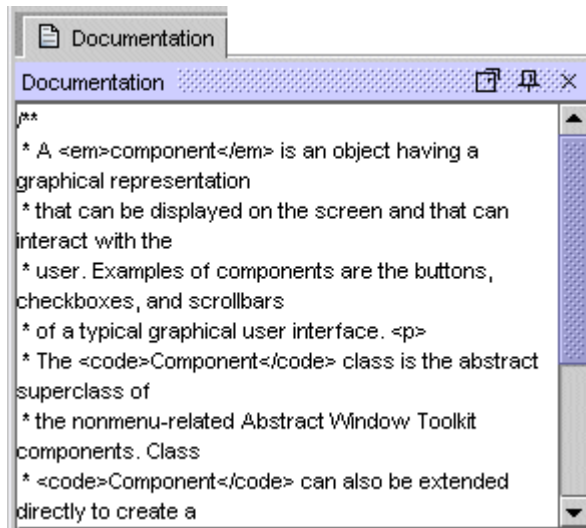 Documentation
Documentation
/**
* A <em>component</em> is an object having a
graphical representation
* that can be displayed on the screen and that can
interact with the
* user. Examples of components are the buttons,
checkboxes, and scrollbars
* of a typical graphical user interface. <p>
* The <code>Component</code> class is the abstract
superclass of
* the nonmenu-related Abstract Window Toolkit
components. Class
* <code>Component</code> can also be extended
directly to create a